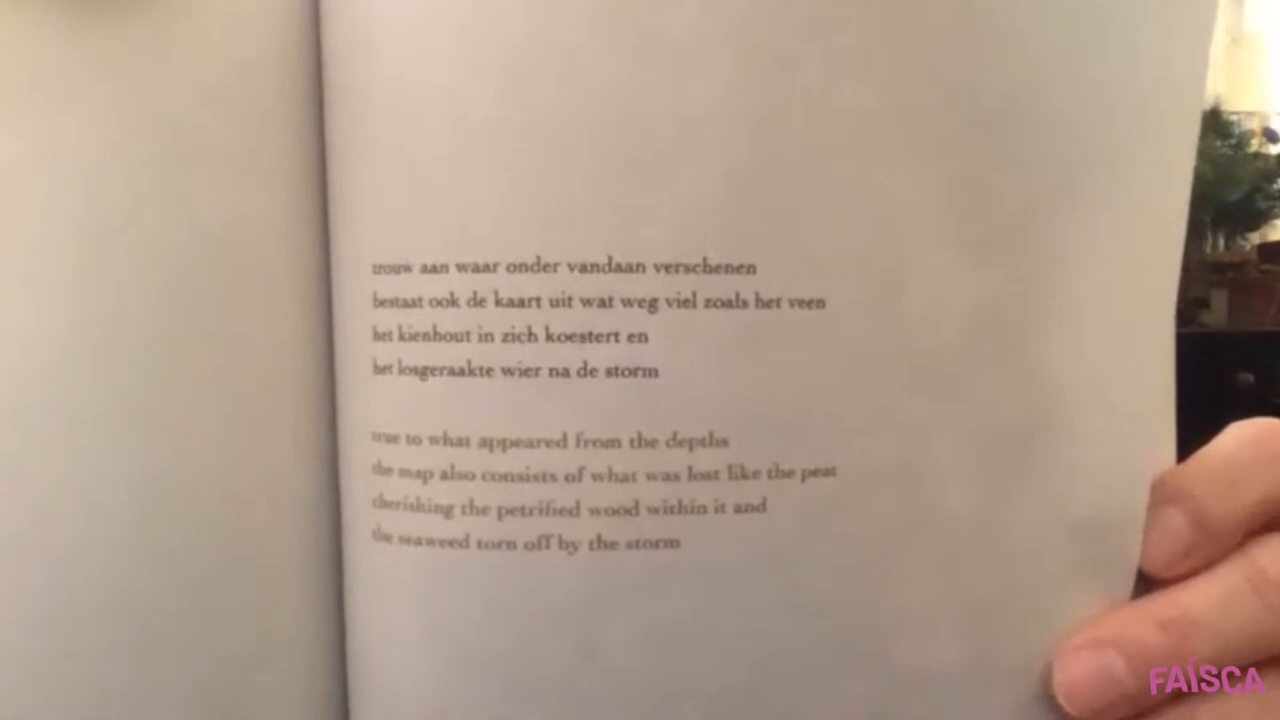 trouw aan waar onder vandaan verschenen
bestaat ook de kaart uit wat weg viel zoals het veen
het kienhout in zich koestert en
het losgeraakte wier na de storm
true to what appeared from the depths
the map also consists of what was lost like the peat
cherishing the petrified wood within it and
the seaweed torn off by the storm
FAÍSCA